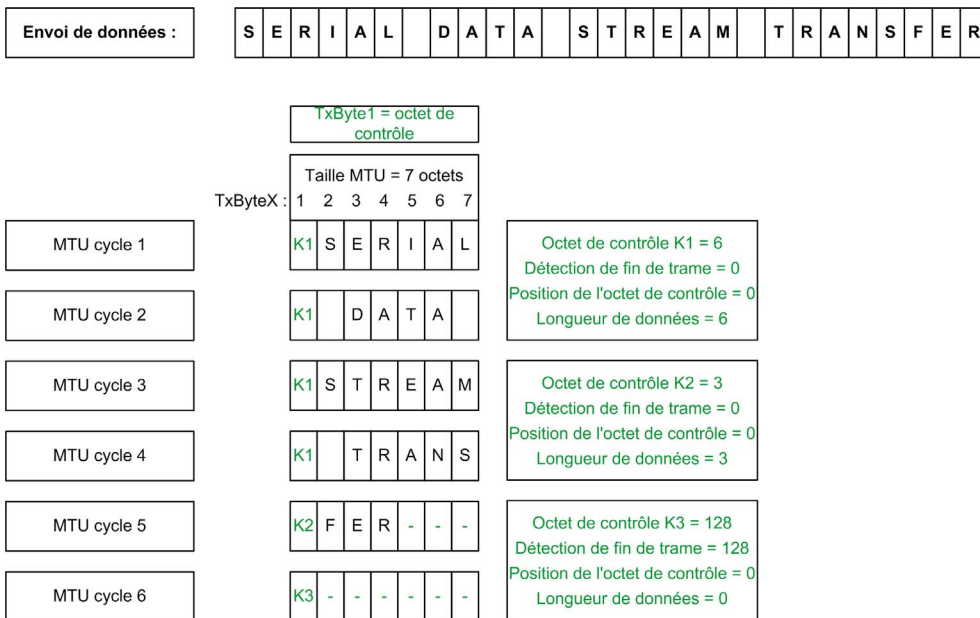 Envoi de données : S E R I A L D A T A S T R E A M T R A N S F E R
TxByte1 = octet de
contrôle
Taille MTU = 7 octets
TxByteX : 1 2 3 4 5 6 7
MTU cycle 1 K1 S E R I A L
MTU cycle 2 K1 D A T A
MTU cycle 3 K1 S T R E A M
MTU cycle 4 K1 T R A N S
MTU cycle 5 K2 F E R - - -
MTU cycle 6 K3 - - - - - -
Octet de contrôle K1 = 6
Détection de fin de trame = 0
Position de l'octet de contrôle = 0
Longueur de données = 6
Octet de contrôle K2 = 3
Détection de fin de trame = 0
Position de l'octet de contrôle = 0
Longueur de données = 3
Octet de contrôle K3 = 128
Détection de fin de trame = 128
Position de l'octet de contrôle = 0
Longueur de données = 0